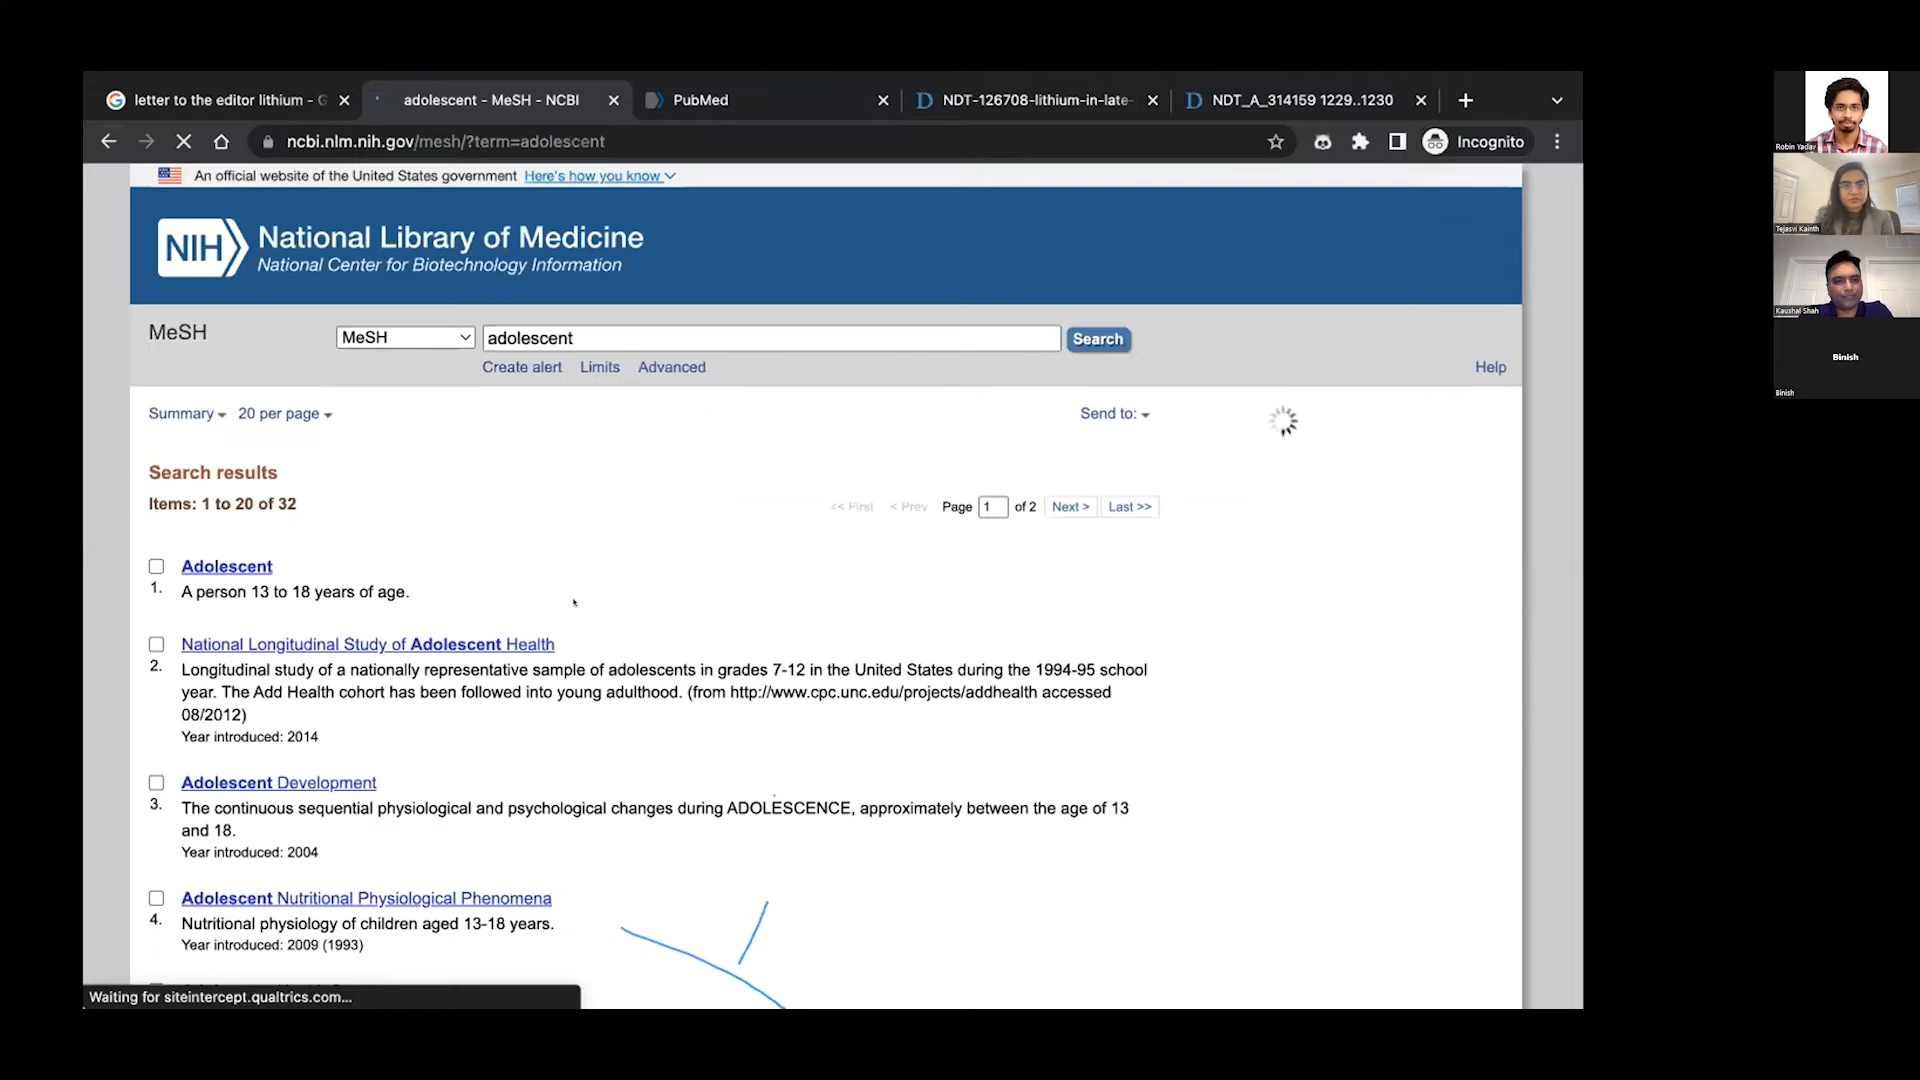 letter to the editor lithium - G
adolescent - MeSH - NCBI
PubMed
NDT-126708-lithium-in-late-
NDT_A_314159 1229..1230
ncbi.nlm.nih.gov/mesh/?term=adolescent
Incognito
An official website of the United States government Here's how you know
NIH National Library of Medicine
National Center for Biotechnology Information
MeSH
MeSH
adolescent
Search
Create alert Limits Advanced
Help
Summary 20 per page
Send to:
Search results
Items: 1 to 20 of 32
<< First < Prev Page 1 of 2 Next > Last >>
Adolescent
1. A person 13 to 18 years of age.
National Longitudinal Study of Adolescent Health
2. Longitudinal study of a nationally representative sample of adolescents in grades 7-12 in the United States during the 1994-95 school
year. The Add Health cohort has been followed into young adulthood. (from http://www.cpc.unc.edu/projects/addhealth accessed
08/2012)
Year introduced: 2014
Adolescent Development
3. The continuous sequential physiological and psychological changes during ADOLESCENCE, approximately between the age of 13
and 18.
Year introduced: 2004
Adolescent Nutritional Physiological Phenomena
4. Nutritional physiology of children aged 13-18 years.
Year introduced: 2009 (1993)
Waiting for siteintercept.qualtrics.com...
Robin Yadav
Tejasvi Kainth
Kaushal Shah
Binish
Binish